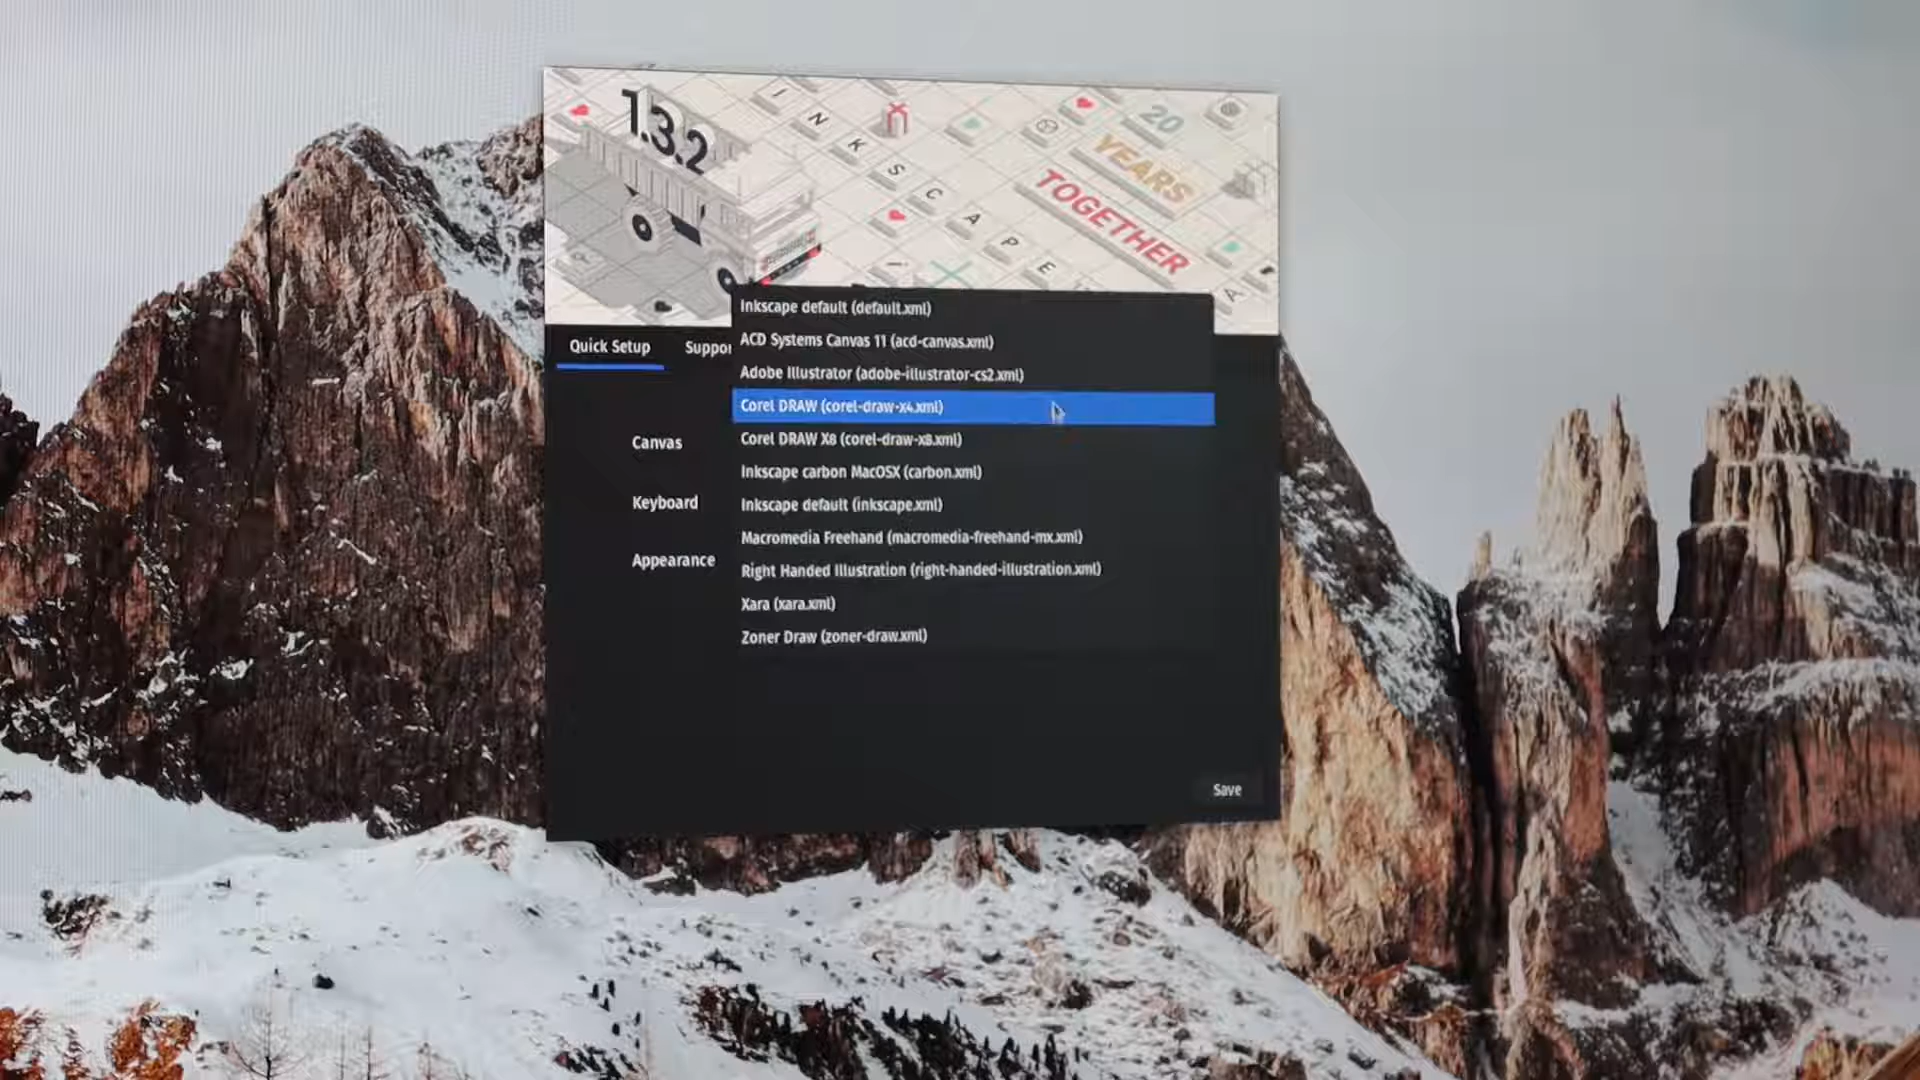 1.3.2
INKSCAPE
20
YEARS
TOGETHER
Quick Setup
Suppor
Inkscape default (default.xml)
ACD Systems Canvas 11 (acd-canvas.xml)
Adobe Illustrator (adobe-illustrator-cs2.xml)
Corel DRAW (corel-draw-x4.xml)
Corel DRAW X8 (corel-draw-x8.xml)
Inkscape carbon MacOSX (carbon.xml)
Inkscape default (inkscape.xml)
Macromedia Freehand (macromedia-freehand-mx.xml)
Right Handed Illustration (right-handed-illustration.xml)
Xara (xara.xml)
Zoner Draw (zoner-draw.xml)
Canvas
Keyboard
Appearance
Save